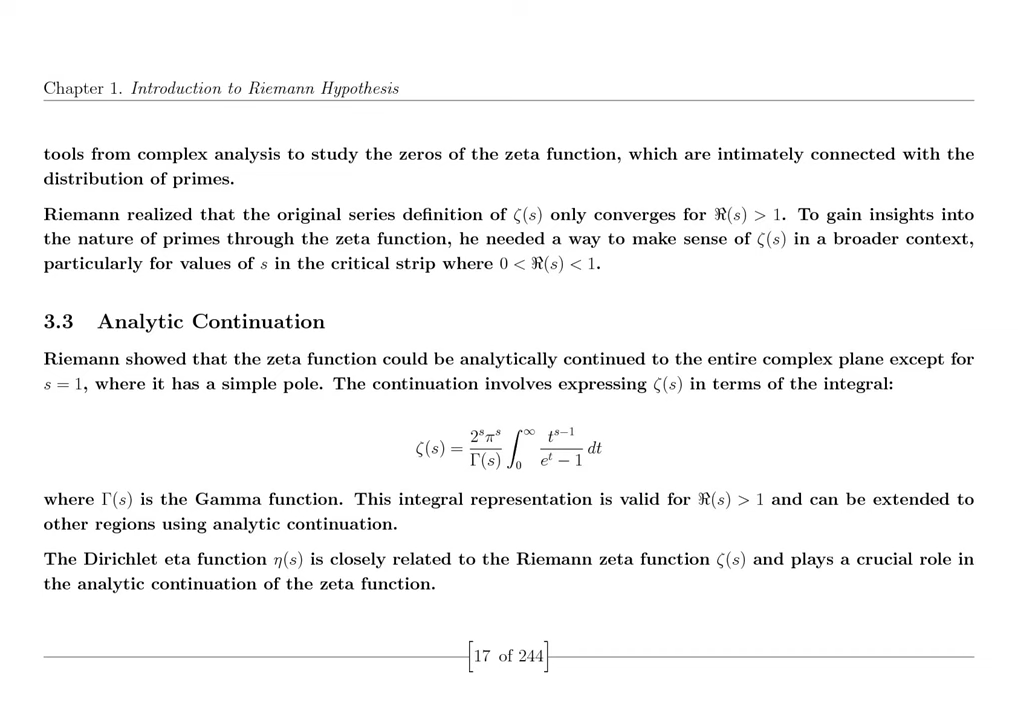 Chapter 1. Introduction to Riemann Hypothesis
tools from complex analysis to study the zeros of the zeta function, which are intimately connected with the
distribution of primes.
Riemann realized that the original series definition of ζ(s) only converges for ℜ(s) > 1. To gain insights into
the nature of primes through the zeta function, he needed a way to make sense of ζ(s) in a broader context,
particularly for values of s in the critical strip where 0 < ℜ(s) < 1.
3.3 Analytic Continuation
Riemann showed that the zeta function could be analytically continued to the entire complex plane except for
s = 1, where it has a simple pole. The continuation involves expressing ζ(s) in terms of the integral:
ζ(s) = \frac{2^s π^s}{Γ(s)} ∫_0^∞ \frac{t^{s−1}}{e^t − 1} dt
where Γ(s) is the Gamma function. This integral representation is valid for ℜ(s) > 1 and can be extended to
other regions using analytic continuation.
The Dirichlet eta function η(s) is closely related to the Riemann zeta function ζ(s) and plays a crucial role in
the analytic continuation of the zeta function.
[17 of 244]